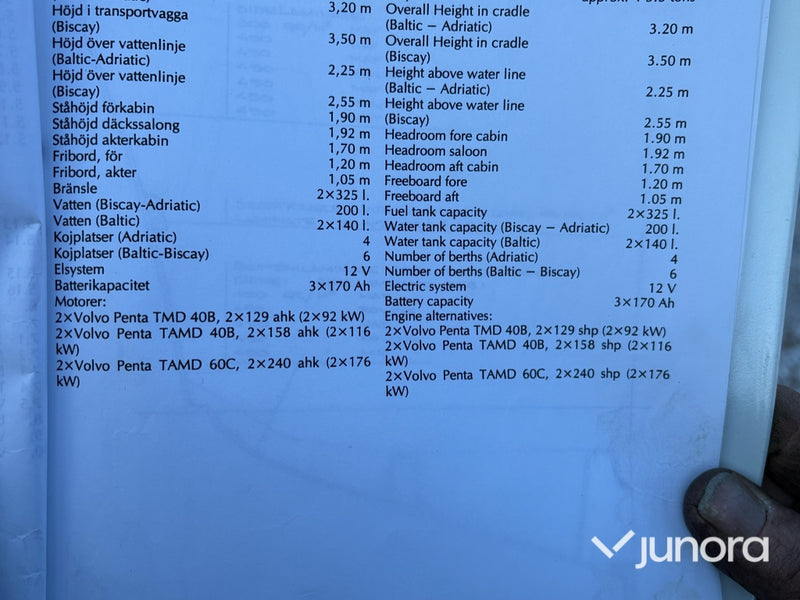 Höjd i transportvagga
(Biscay) 3,20 m
Höjd över vattenlinje
(Baltic-Adriatic) 3,50 m
Höjd över vattenlinje
(Biscay) 2,25 m
Ståhöjd förkabin 2,55 m
Ståhöjd däckssalong 1,90 m
Ståhöjd akterkabin 1,92 m
Fribord, för 1,70 m
Fribord, akter 1,20 m
Bränsle 1,05 m
Vatten (Biscay-Adriatic) 2×325 l.
Vatten (Baltic) 200 l.
Kojplatser (Adriatic) 2×140 l.
Kojplatser (Baltic-Biscay) 4
Elsystem 6
Batterikapacitet 12 V
3×170 Ah
Motorer:
2×Volvo Penta TMD 40B, 2×129 ahk (2×92 kW)
2×Volvo Penta TAMD 40B, 2×158 ahk (2×116
kW)
2×Volvo Penta TAMD 60C, 2×240 ahk (2×176
kW)
Overall Height in cradle
(Baltic – Adriatic) 3.20 m
Overall Height in cradle
(Biscay) 3.50 m
Height above water line
(Baltic – Adriatic) 2.25 m
Height above water line
(Biscay) 2.55 m
Headroom fore cabin 1.90 m
Headroom saloon 1.92 m
Headroom aft cabin 1.70 m
Freeboard fore 1.20 m
Freeboard aft 1.05 m
Fuel tank capacity 2×325 l.
Water tank capacity (Biscay – Adriatic) 200 l.
Water tank capacity (Baltic) 2×140 l.
Number of berths (Adriatic) 4
Number of berths (Baltic – Biscay) 6
Electric system 12 V
Battery capacity 3×170 Ah
Engine alternatives:
2×Volvo Penta TMD 40B, 2×129 shp (2×92 kW)
2×Volvo Penta TAMD 40B, 2×158 shp (2×116
kW)
2×Volvo Penta TAMD 60C, 2×240 shp (2×176
kW)
junora